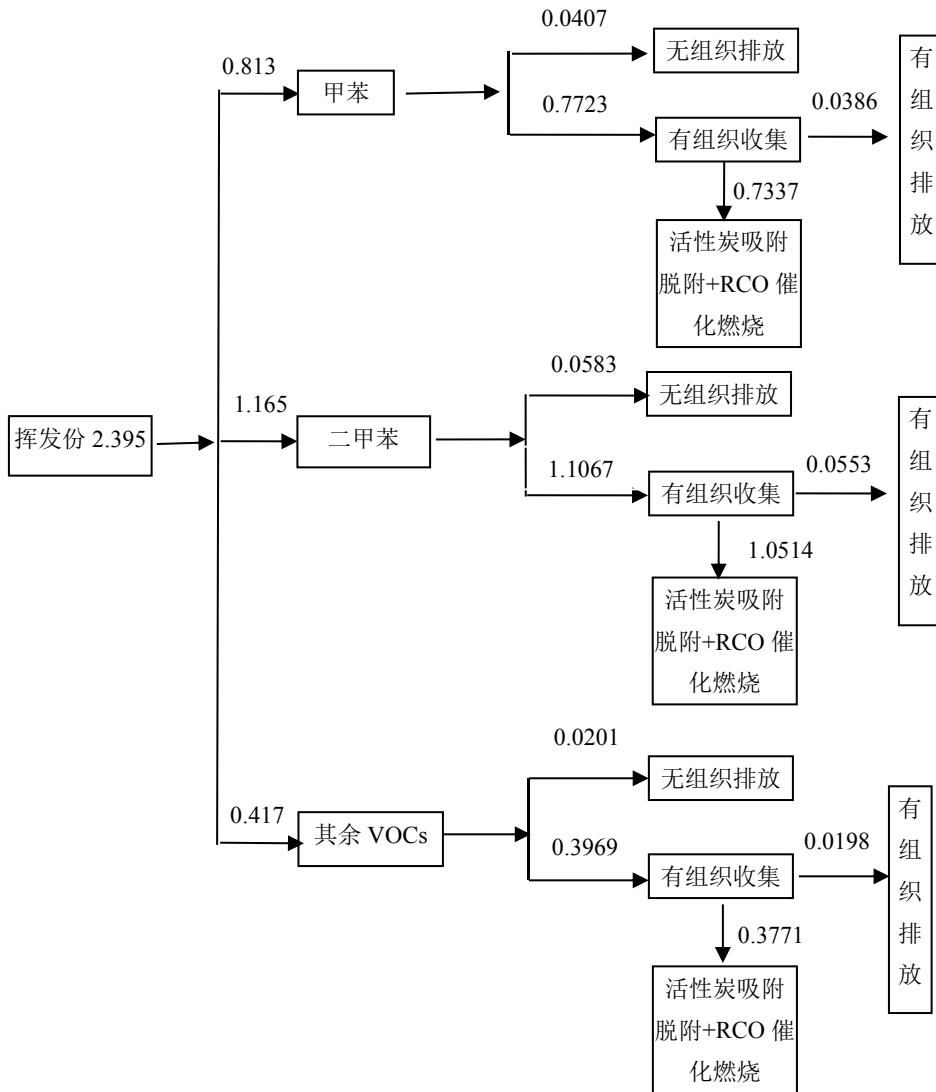 0.0407
无组织排放
0.813
甲苯
0.7723
有组织收集
0.0386
有
组
织
排
放
0.7337
活性炭吸附
脱附+RCO 催
化燃烧
0.0583
无组织排放
挥发份 2.395
1.165
二甲苯
1.1067
有组织收集
0.0553
有
组
织
排
放
1.0514
活性炭吸附
脱附+RCO 催
化燃烧
0.0201
无组织排放
0.417
其余 VOCs
0.3969
有组织收集
0.0198
有
组
织
排
放
0.3771
活性炭吸附
脱附+RCO 催
化燃烧